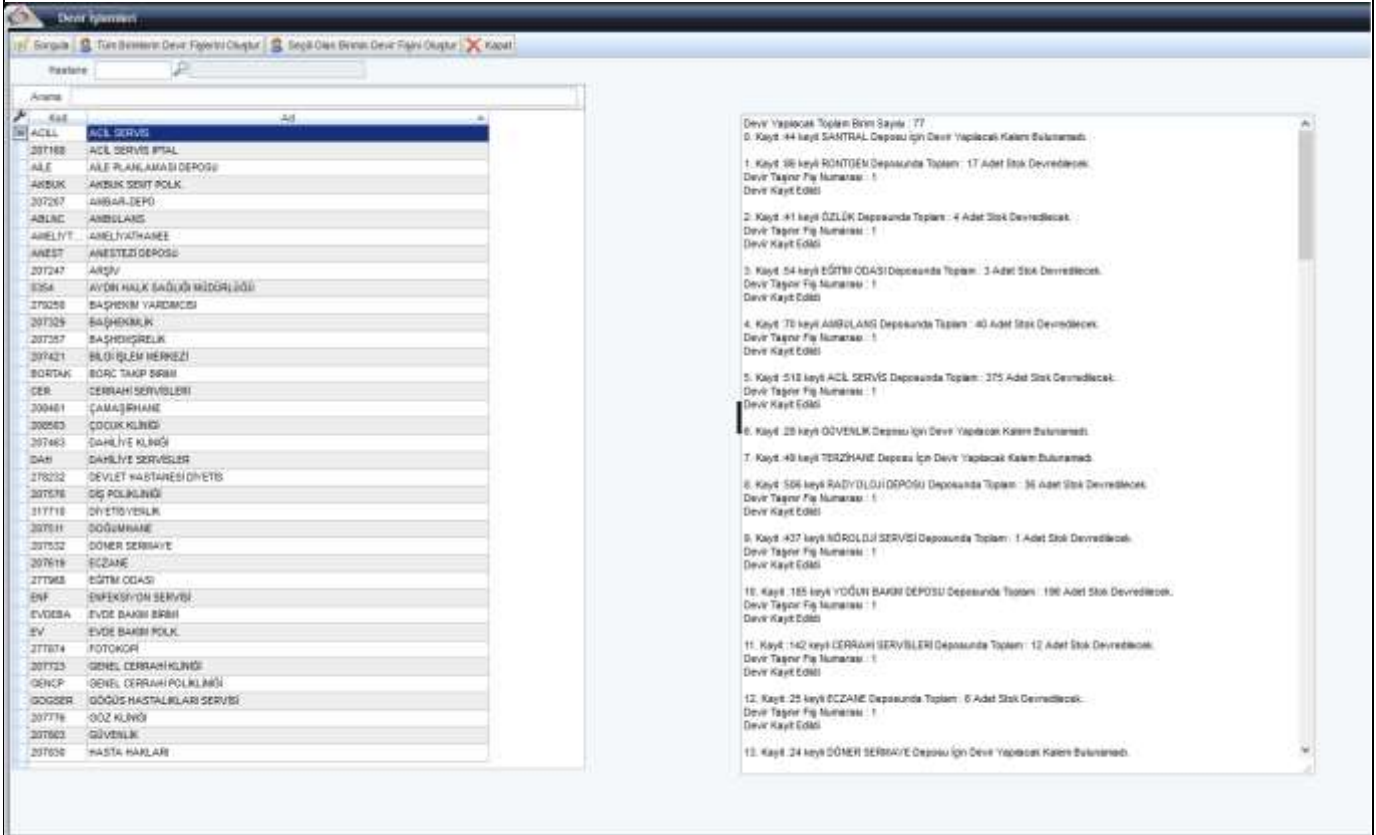 Devir İşlemleri
Sorgula Tüm Birimlerin Devir Fişlerini Oluştur Seçili Olan Birimin Devir Fişini Oluştur Kapat
Hastane
Arama
Kod Ad
ACİLL ACİL SERVİS
207168 ACİL SERVİS İPTAL
AİLE AİLE PLANLAMASI DEPOSU
AKBUK AKBUK SEMT POLK.
207207 AMBAR-DEPO
ABLNC AMBULANS
AMELİYT... AMELİYATHANEE
ANEST ANESTEZİ DEPOSU
207247 ARŞİV
AYDIN HALK SAĞLIĞI MÜDÜRLÜĞÜ
279250 BAŞHEKİM YARDIMCISI
207329 BAŞHEKİMLİK
207357 BAŞHEMŞİRELİK
207421 BİLGİ İŞLEM MERKEZİ
BORTAK BORC TAKİP BİRİMİ
CER CERRAHİ SERVİSLERİ
ÇAMAŞIRHANE
ÇOCUK KLİNİĞİ
207463 DAHİLİYE KLİNİĞİ
DAH DAHİLİYE SERVİSLER
278232 DEVLET HASTANESİ DİYETİS
207578 DİŞ POLİKLİNİĞİ
317710 DİYETİSYENLİK
207511 DOĞUMHANE
207532 DÖNER SERMAYE
207619 ECZANE
277968 EĞİTİM ODASI
ENF ENFEKSİYON SERVİSİ
EVDEBA EVDE BAKIM BİRİMİ
EV EVDE BAKIM POLK.
277874 FOTOKOPİ
207723 GENEL CERRAHİ KLİNİĞİ
GENCP GENEL CERRAHİ POLİKLİNİĞİ
GOGSER GÖĞÜS HASTALIKLARI SERVİSİ
207776 GÖZ KLİNİĞİ
207803 GÜVENLİK
207830 HASTA HAKLARI
Devir Yapılacak Toplam Birim Sayısı : 77
0. Kayıt :44 keyli SANTRAL Deposu İçin Devir Yapılacak Kalem Bulunamadı.
1. Kayıt :86 keyli RONTGEN Deposunda Toplam : 17 Adet Stok Devredilecek.
Devir Taşınır Fiş Numarası : 1
Devir Kayıt Edildi
2. Kayıt :41 keyli ÖZLÜK Deposunda Toplam : 4 Adet Stok Devredilecek.
Devir Taşınır Fiş Numarası : 1
Devir Kayıt Edildi
3. Kayıt :54 keyli EĞİTİM ODASI Deposunda Toplam : 3 Adet Stok Devredilecek.
Devir Taşınır Fiş Numarası : 1
Devir Kayıt Edildi
4. Kayıt :70 keyli AMBULANS Deposunda Toplam : 40 Adet Stok Devredilecek.
Devir Taşınır Fiş Numarası : 1
Devir Kayıt Edildi
5. Kayıt :518 keyli ACİL SERVİS Deposunda Toplam : 375 Adet Stok Devredilecek.
Devir Taşınır Fiş Numarası : 1
Devir Kayıt Edildi
6. Kayıt :28 keyli GÜVENLİK Deposu İçin Devir Yapılacak Kalem Bulunamadı.
7. Kayıt :49 keyli TERZİHANE Deposu İçin Devir Yapılacak Kalem Bulunamadı.
8. Kayıt :506 keyli RADYOLOJİ DEPOSU Deposunda Toplam : 36 Adet Stok Devredilecek.
Devir Taşınır Fiş Numarası : 1
Devir Kayıt Edildi
9. Kayıt :437 keyli NÖROLOJİ SERVİSİ Deposunda Toplam : 1 Adet Stok Devredilecek.
Devir Taşınır Fiş Numarası : 1
Devir Kayıt Edildi
10. Kayıt :185 keyli YOĞUN BAKIM DEPOSU Deposunda Toplam : 196 Adet Stok Devredilecek.
Devir Taşınır Fiş Numarası : 1
Devir Kayıt Edildi
11. Kayıt :142 keyli CERRAHİ SERVİSLERİ Deposunda Toplam : 12 Adet Stok Devredilecek.
Devir Taşınır Fiş Numarası : 1
Devir Kayıt Edildi
12. Kayıt :25 keyli ECZANE Deposunda Toplam : 6 Adet Stok Devredilecek.
Devir Taşınır Fiş Numarası : 1
Devir Kayıt Edildi
13. Kayıt :24 keyli DÖNER SERMAYE Deposu İçin Devir Yapılacak Kalem Bulunamadı.